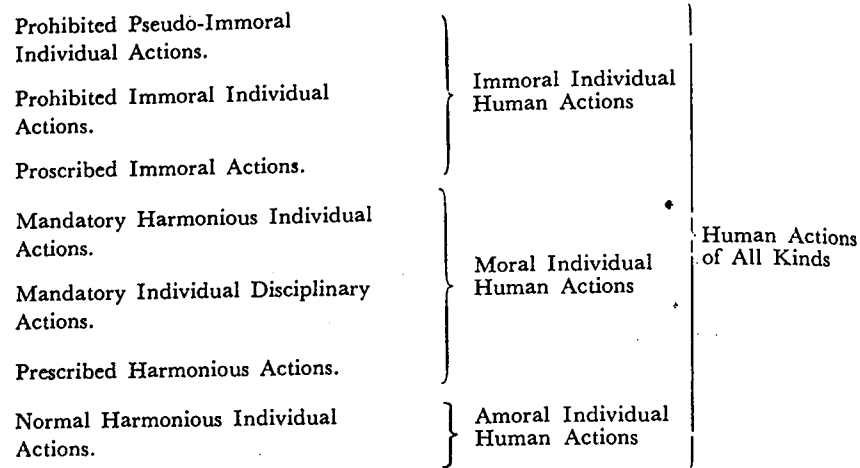 Prohibited Pseudo-Immoral
Individual Actions.
Prohibited Immoral Individual
Actions.
Proscribed Immoral Actions.
Immoral Individual
Human Actions
Mandatory Harmonious Individual
Actions.
Mandatory Individual Disciplinary
Actions.
Prescribed Harmonious Actions.
Moral Individual
Human Actions
Normal Harmonious Individual
Actions.
Amoral Individual
Human Actions
Human Actions
of All Kinds